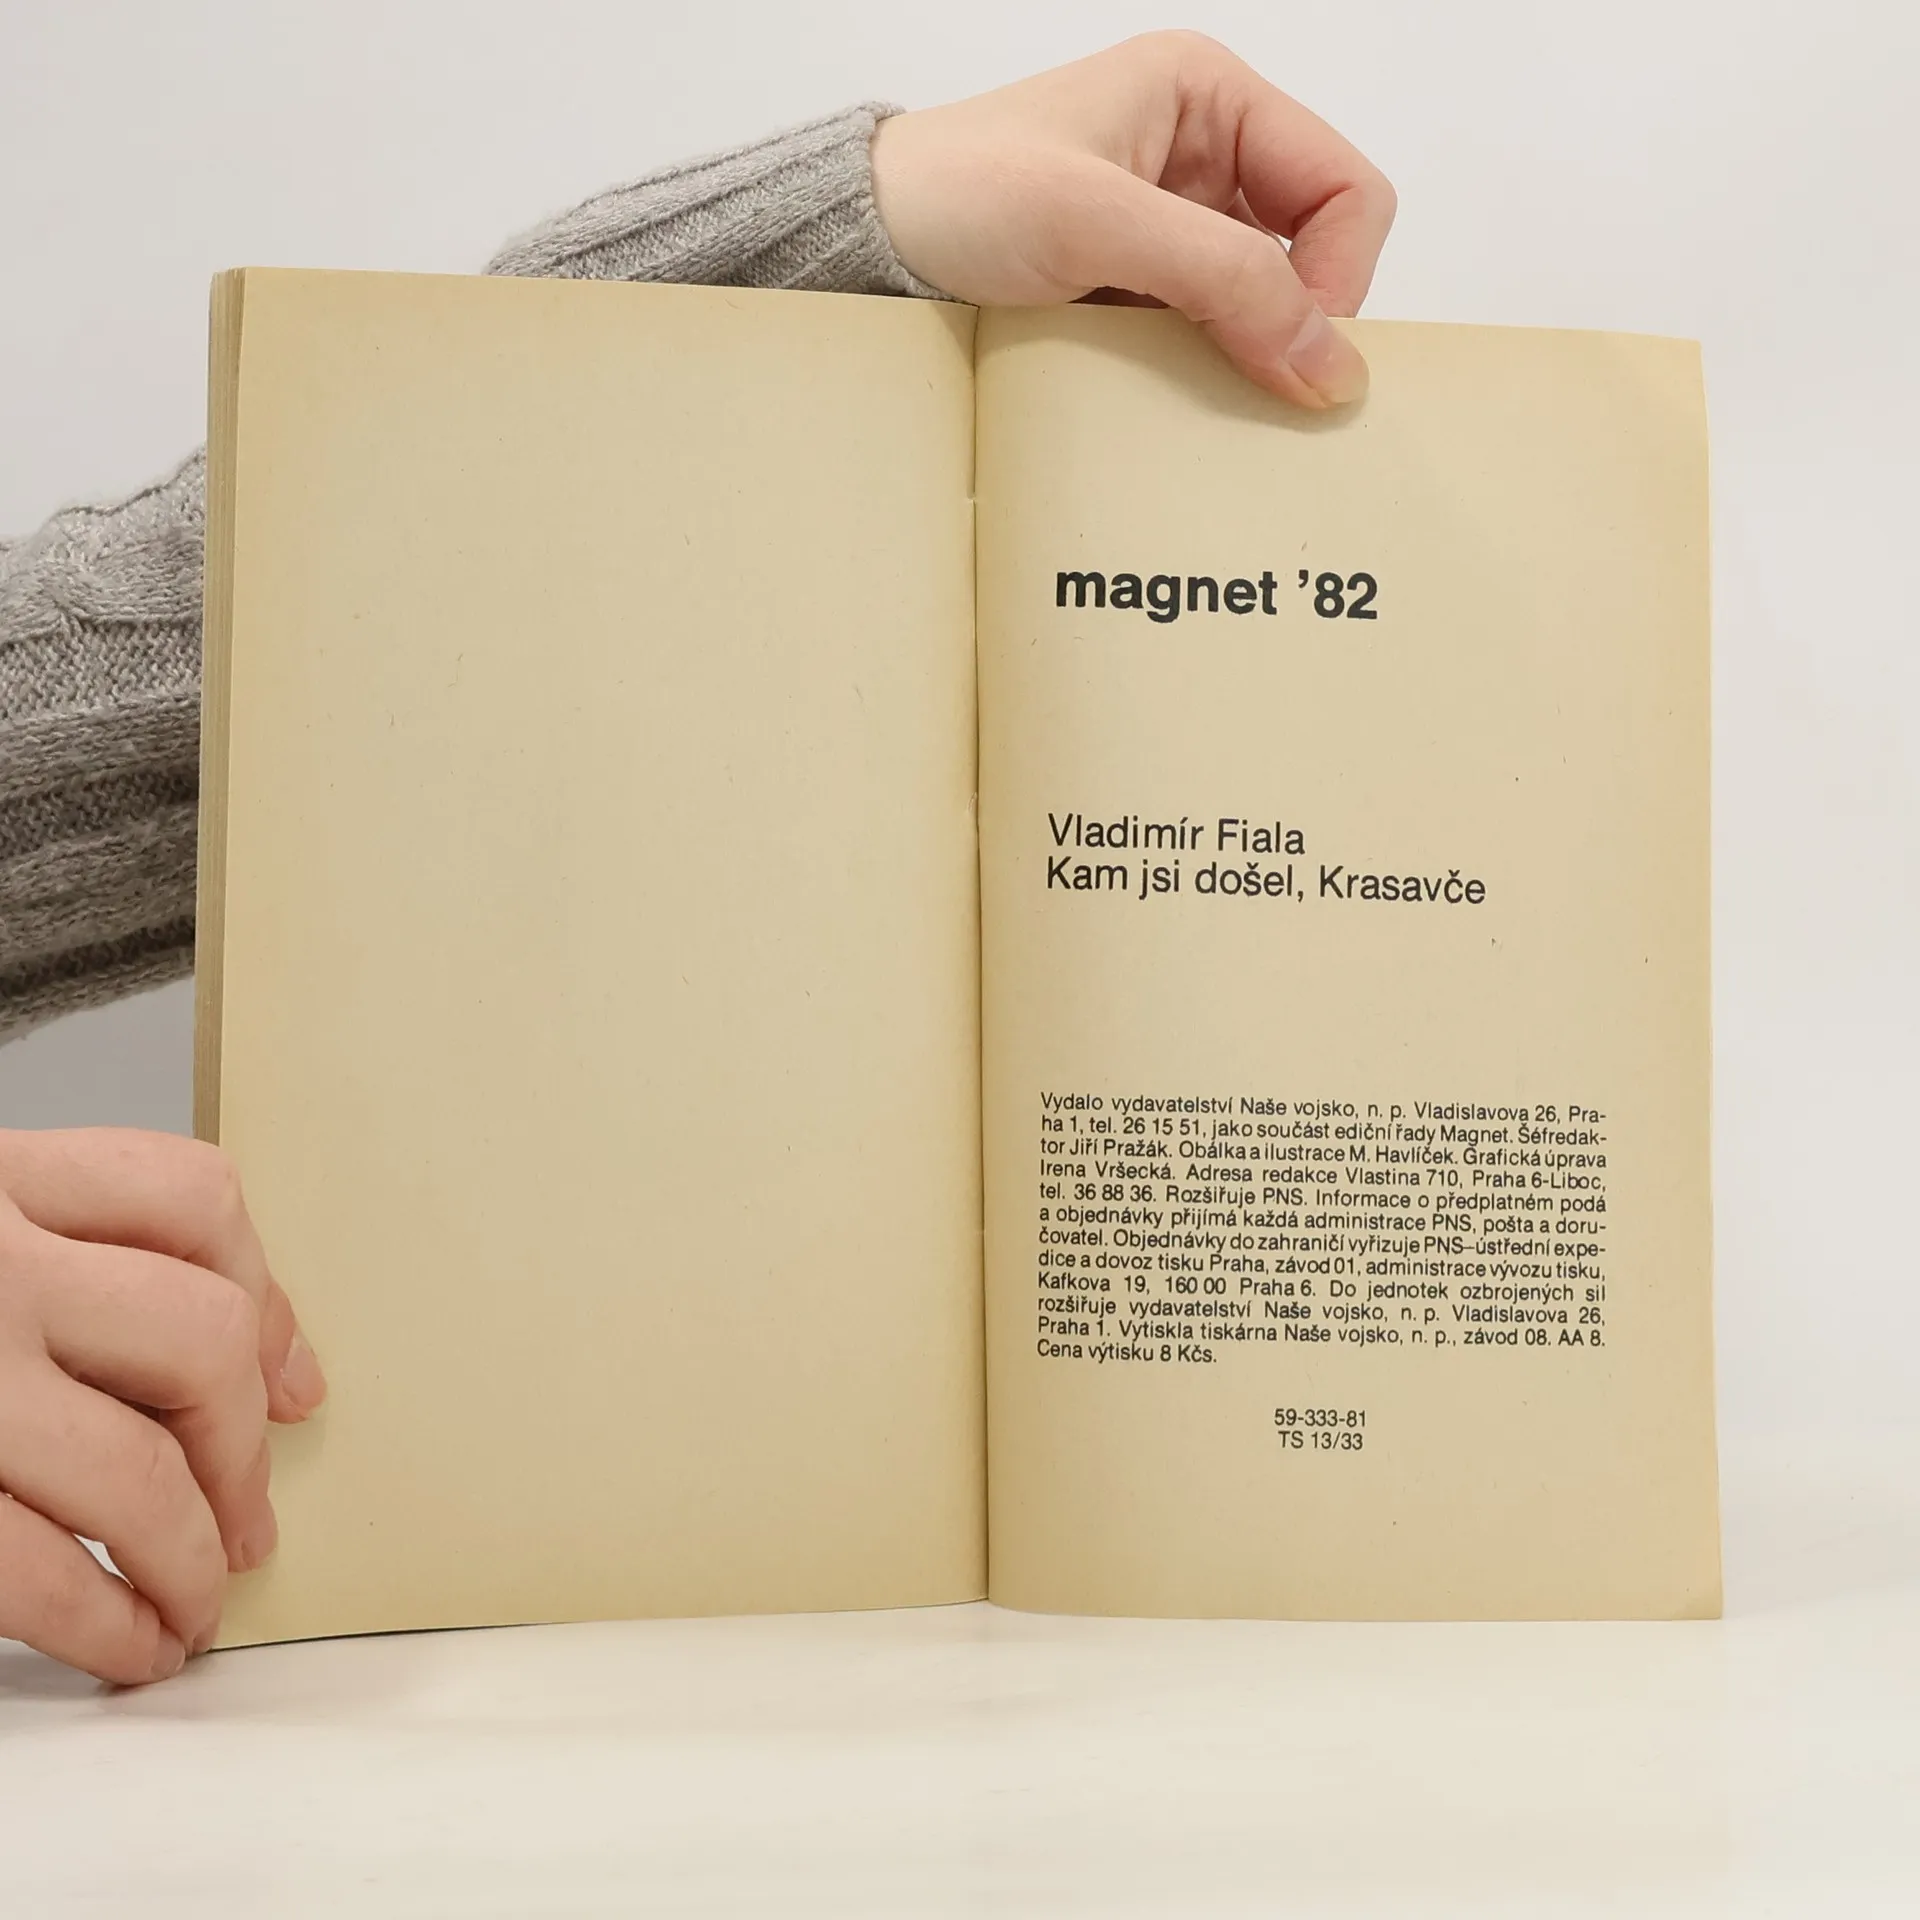 magnet ’82
Vladimír Fiala
Kam jsi došel, Krasavče
Vydalo vydavatelství Naše vojsko, n. p. Vladislavova 26, Pra-
ha 1, tel. 26 15 51, jako součást ediční řady Magnet. Šéfredak-
tor Jiří Pražák. Obálka a ilustrace M. Havlíček. Grafická úprava
Irena Vršecká. Adresa redakce Vlastina 710, Praha 6-Liboc,
tel. 36 88 36. Rozšiřuje PNS. Informace o předplatném podá
a objednávky přijímá každá administrace PNS, pošta a doru-
čovatel. Objednávky do zahraničí vyřizuje PNS–ústřední expe-
dice a dovoz tisku Praha, závod 01, administrace vývozu tisku,
Kafkova 19, 160 00 Praha 6. Do jednotek ozbrojených sil
rozšiřuje vydavatelství Naše vojsko, n. p. Vladislavova 26,
Praha 1. Vytiskla tiskárna Naše vojsko, n. p., závod 08. AA 8.
Cena výtisku 8 Kčs.
59-333-81
TS 13/33